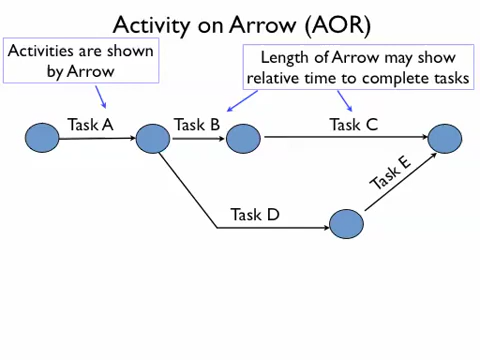 Activity on Arrow (AOR)
Activities are shown
by Arrow
Length of Arrow may show
relative time to complete tasks
Task A
Task B
Task C
Task E
Task D